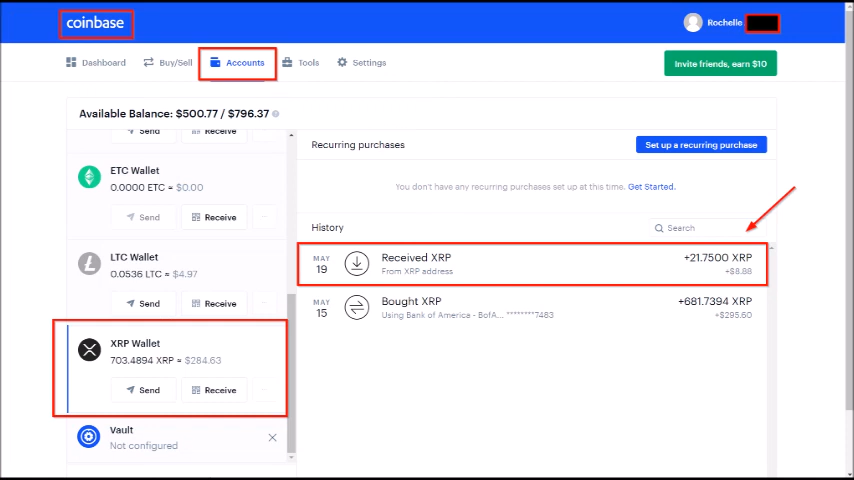 coinbase
Rochelle
Dashboard
Buy/Sell
Accounts
Tools
Settings
Invite friends, earn $10
Available Balance: $500.77 / $796.37
Send
Receive
ETC Wallet
0.0000 ETC ≈ $0.00
Send
Receive
LTC Wallet
0.0536 LTC ≈ $4.97
Send
Receive
XRP Wallet
703.4894 XRP ≈ $284.63
Send
Receive
Vault
Not configured
Recurring purchases
Set up a recurring purchase
You don't have any recurring purchases set up at this time. Get Started.
History
Search
MAY
19
Received XRP
From XRP address
+21.7500 XRP
+$8.88
MAY
15
Bought XRP
Using Bank of America - BofA... ********7483
+681.7394 XRP
+$295.60